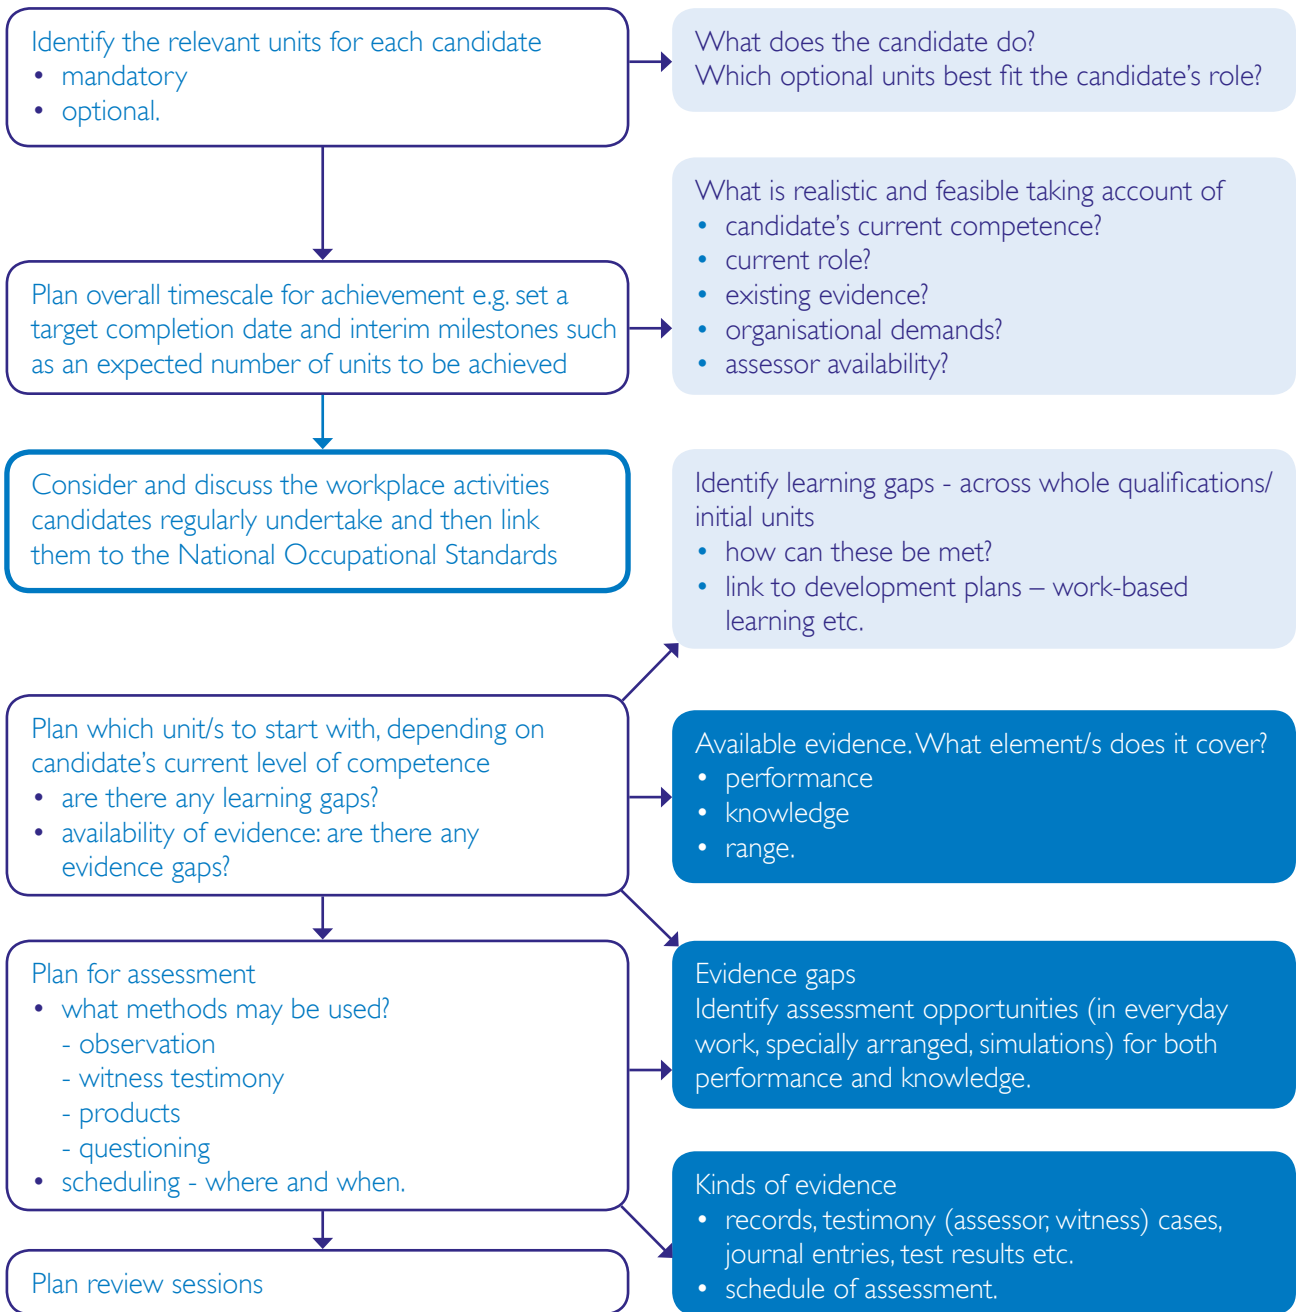 Identify the relevant units for each candidate
• mandatory
• optional.
What does the candidate do?
Which optional units best fit the candidate's role?
What is realistic and feasible taking account of
• candidate's current competence?
• current role?
• existing evidence?
• organisational demands?
• assessor availability?
Plan overall timescale for achievement e.g. set a
target completion date and interim milestones such
as an expected number of units to be achieved
Consider and discuss the workplace activities
candidates regularly undertake and then link
them to the National Occupational Standards
Identify learning gaps - across whole qualifications/
initial units
• how can these be met?
• link to development plans – work-based
learning etc.
Plan which unit/s to start with, depending on
candidate's current level of competence
• are there any learning gaps?
• availability of evidence: are there any
evidence gaps?
Available evidence. What element/s does it cover?
• performance
• knowledge
• range.
Plan for assessment
• what methods may be used?
- observation
- witness testimony
- products
- questioning
• scheduling - where and when.
Evidence gaps
Identify assessment opportunities (in everyday
work, specially arranged, simulations) for both
performance and knowledge.
Kinds of evidence
• records, testimony (assessor, witness) cases,
journal entries, test results etc.
• schedule of assessment.
Plan review sessions